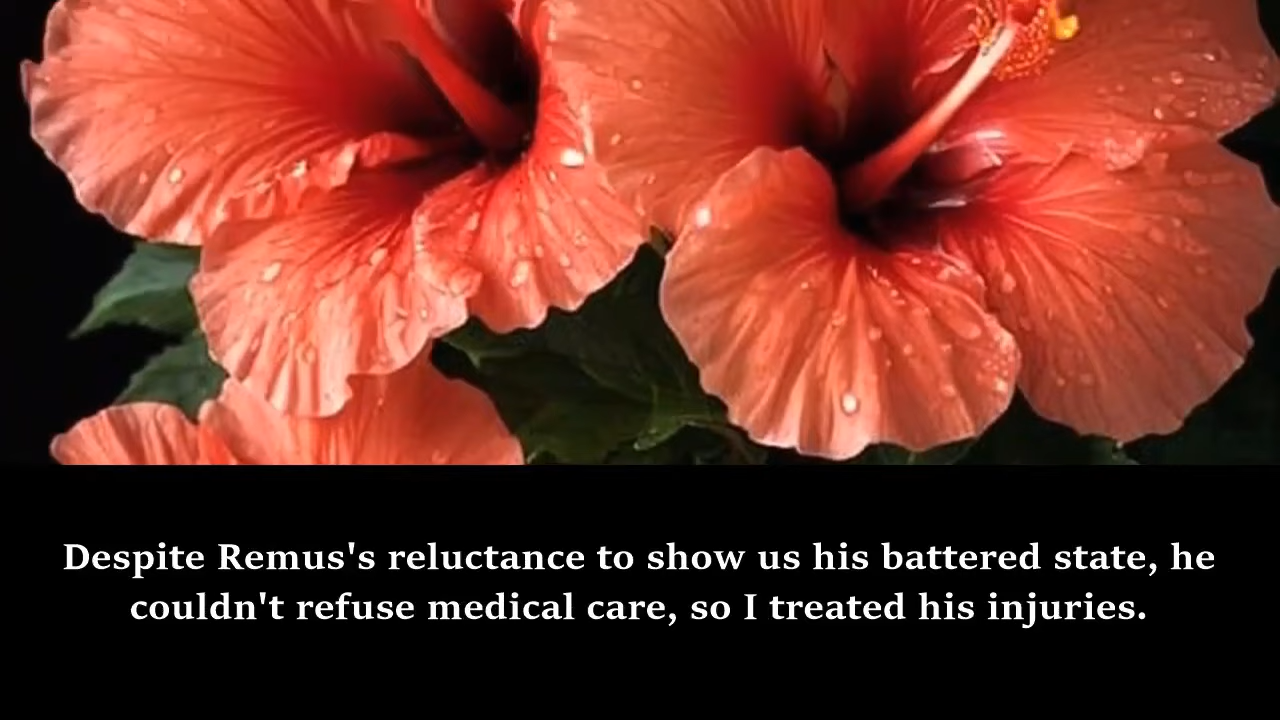 Despite Remus's reluctance to show us his battered state, he
couldn't refuse medical care, so I treated his injuries.